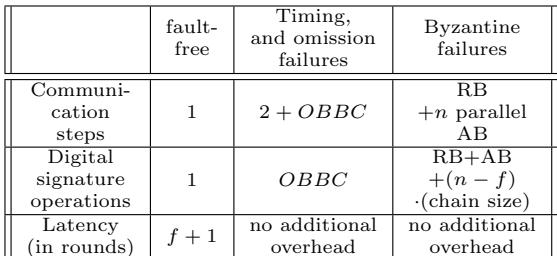 fault-free
Timing, and omission failures
Byzantine failures
Communi-cation steps
1
2 + OBBC
RB +n parallel AB
Digital signature operations
1
OBBC
RB+AB +(n − f) ·(chain size)
Latency (in rounds)
f + 1
no additional overhead
no additional overhead